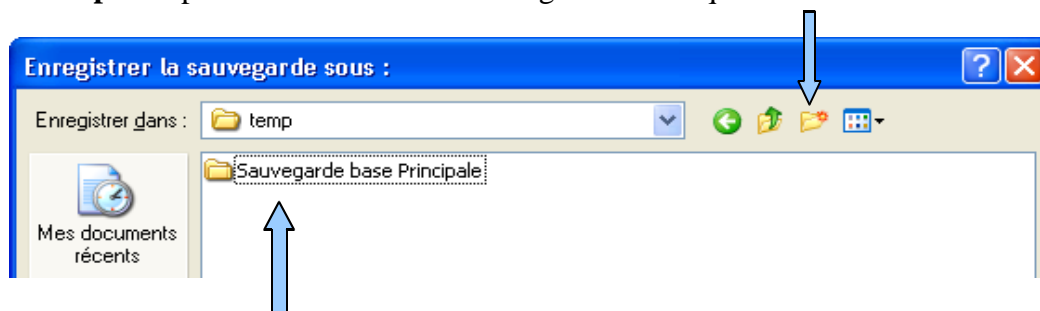 Enregistrer la sauvegarde sous :
Enregistrer dans : temp
Sauvegarde base Principale
Mes documents
récents